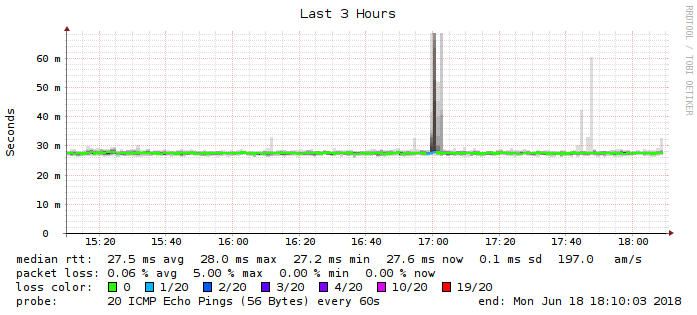 Last 3 Hours
RRDTOOL / TOBI OETIKER
Seconds
60 m
50 m
40 m
30 m
20 m
10 m
0
15:20 15:40 16:00 16:20 16:40 17:00 17:20 17:40 18:00
median rtt: 27.5 ms avg 28.0 ms max 27.2 ms min 27.6 ms now 0.1 ms sd 197.0 am/s
packet loss: 0.06 % avg 5.00 % max 0.00 % min 0.00 % now
loss color: 0 1/20 2/20 3/20 4/20 10/20 19/20
probe: 20 ICMP Echo Pings (56 Bytes) every 60s end: Mon Jun 18 18:10:03 2018